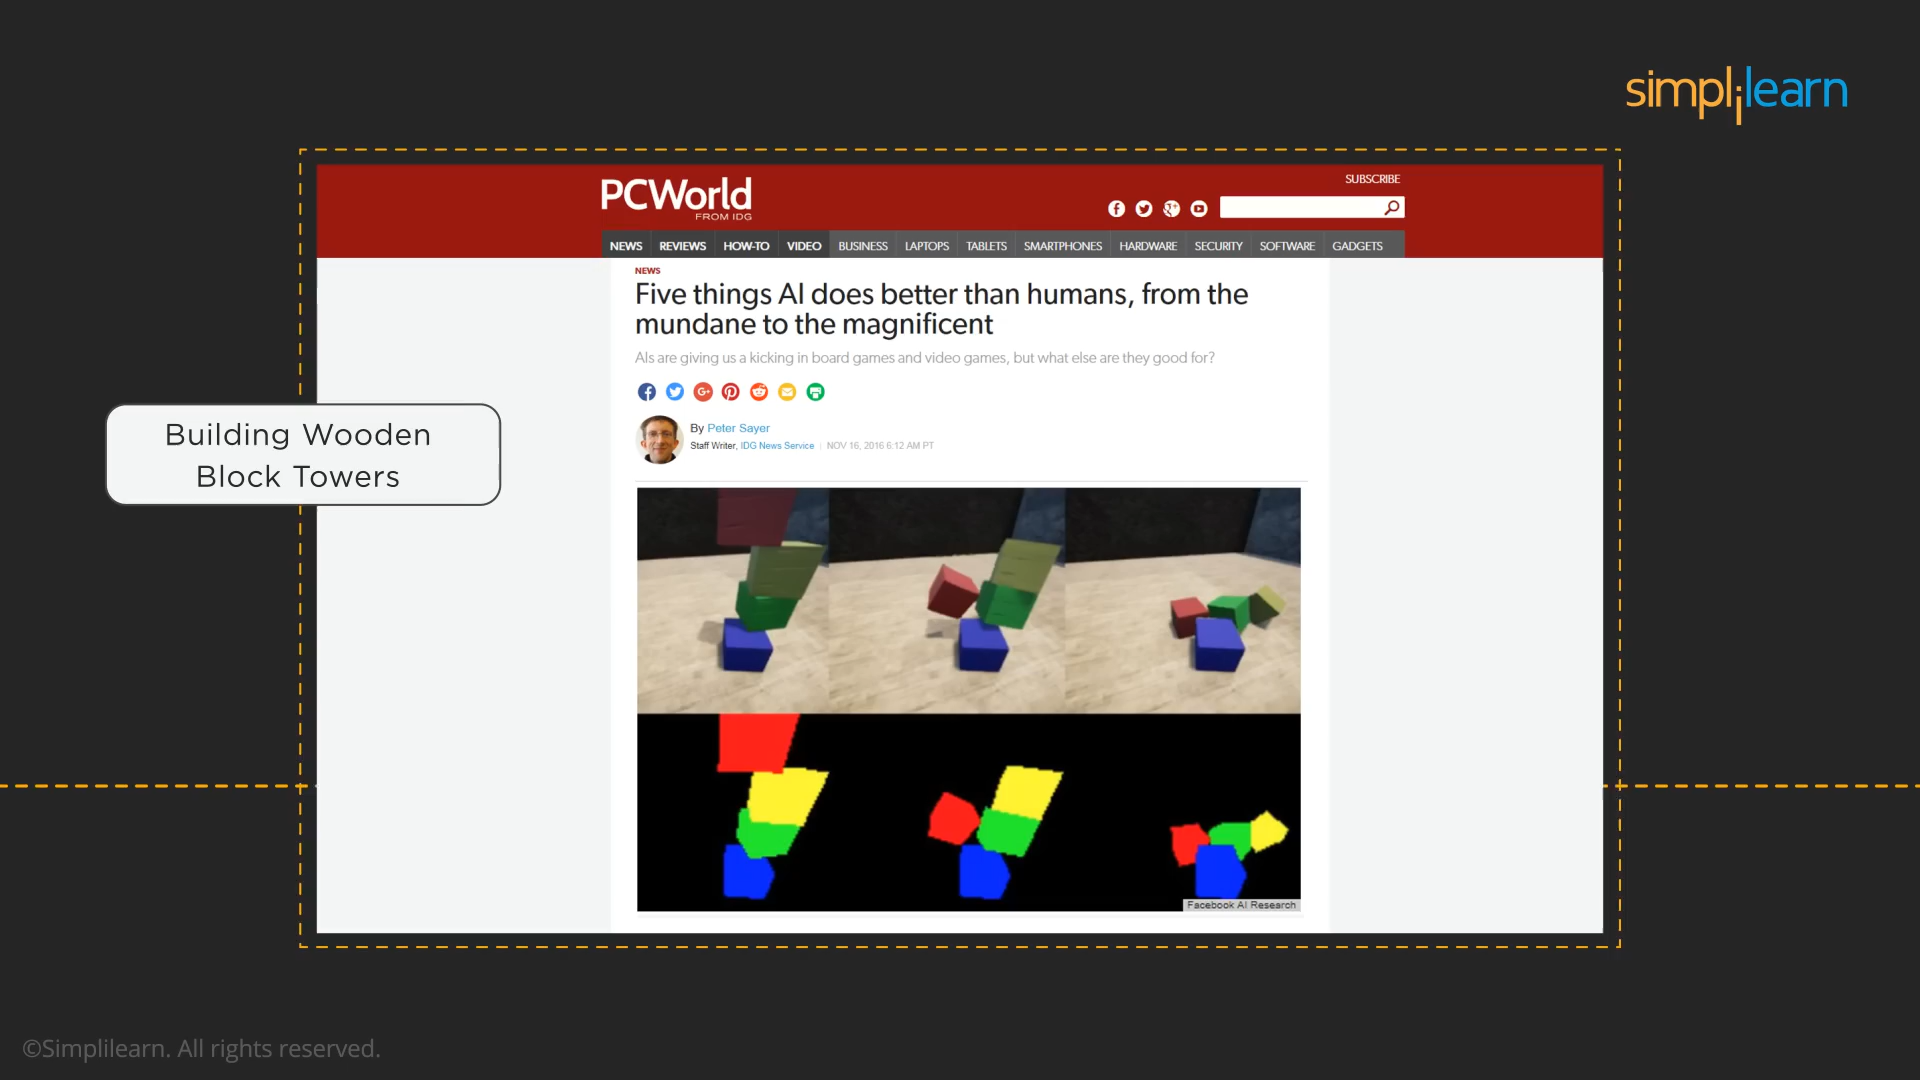 simplilearn
PCWorld
FROM IDG
SUBSCRIBE
NEWS REVIEWS HOW-TO VIDEO BUSINESS LAPTOPS TABLETS SMARTPHONES HARDWARE SECURITY SOFTWARE GADGETS
NEWS
Five things AI does better than humans, from the
mundane to the magnificent
AIs are giving us a kicking in board games and video games, but what else are they good for?
By Peter Sayer
Staff Writer, IDG News Service | NOV 16, 2016 6:12 AM PT
Building Wooden
Block Towers
Facebook AI Research
©Simplilearn. All rights reserved.